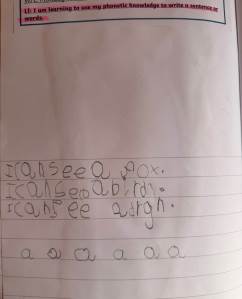 LI: I am learning to use my phonetic knowledge to write a sentence or
words.
I can see a fox.
I can see a bird.
I can see a
a a a a a a